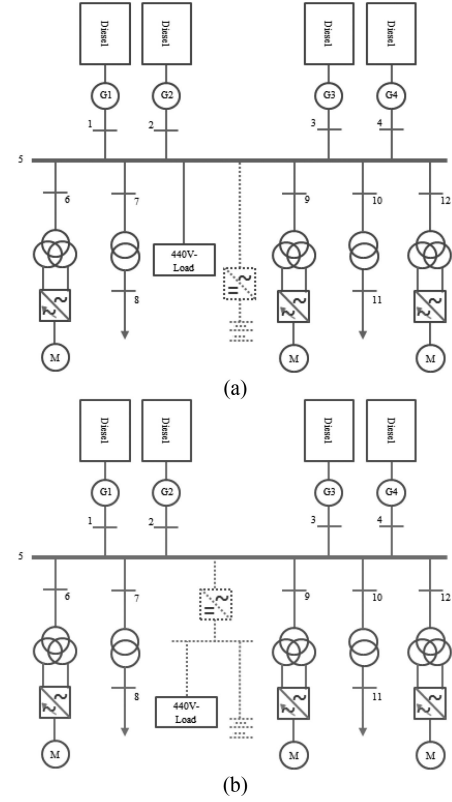 Diesel Diesel Diesel Diesel
G1 G2 G3 G4
1 2 3 4
5
6 7 9 10 12
440V-
Load
8 11
M M M
(a)
Diesel Diesel Diesel Diesel
G1 G2 G3 G4
1 2 3 4
5
6 7 9 10 12
8 11
440V-
Load
M M M
(b)